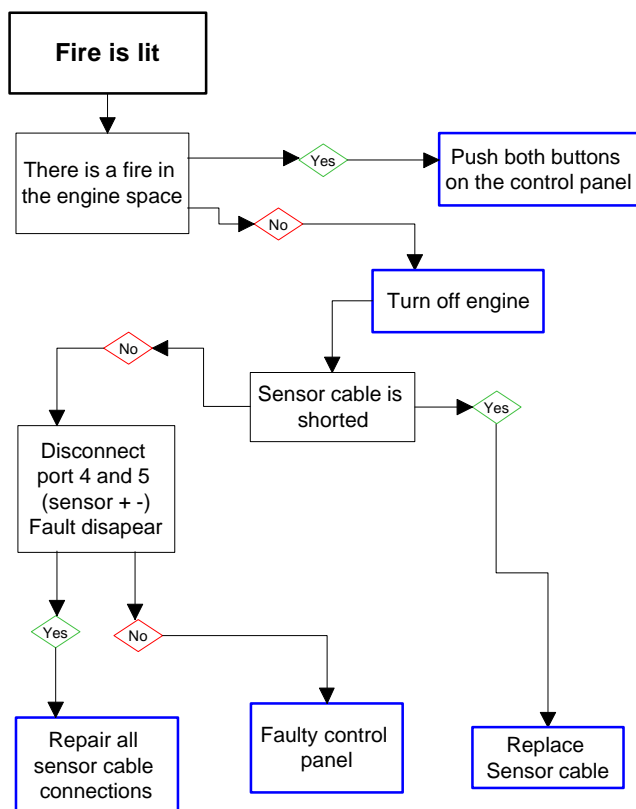 Fire is lit
There is a fire in
the engine space
Yes
Push both buttons
on the control panel
No
Turn off engine
No
Sensor cable is
shorted
Yes
Disconnect
port 4 and 5
(sensor + -)
Fault disapear
Yes
No
Repair all
sensor cable
connections
Faulty control
panel
Replace
Sensor cable